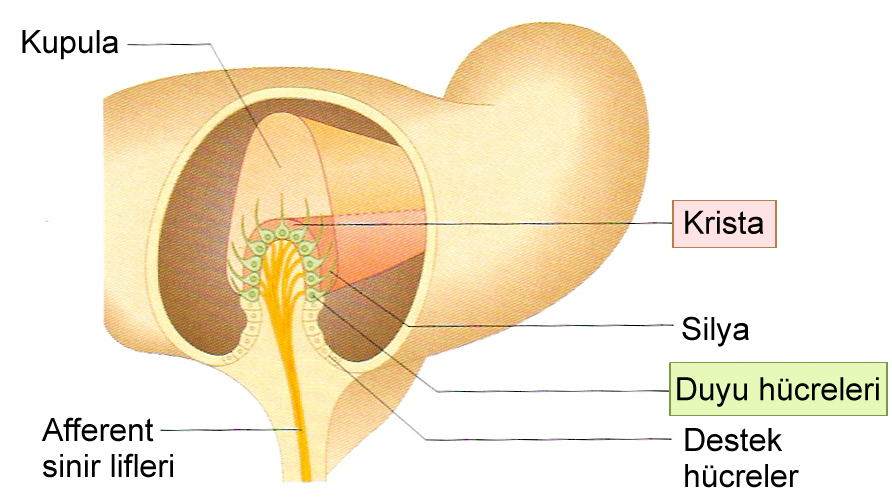 Kupula
Krista
Silya
Duyu hücreleri
Afferent
sinir lifleri
Destek
hücreler